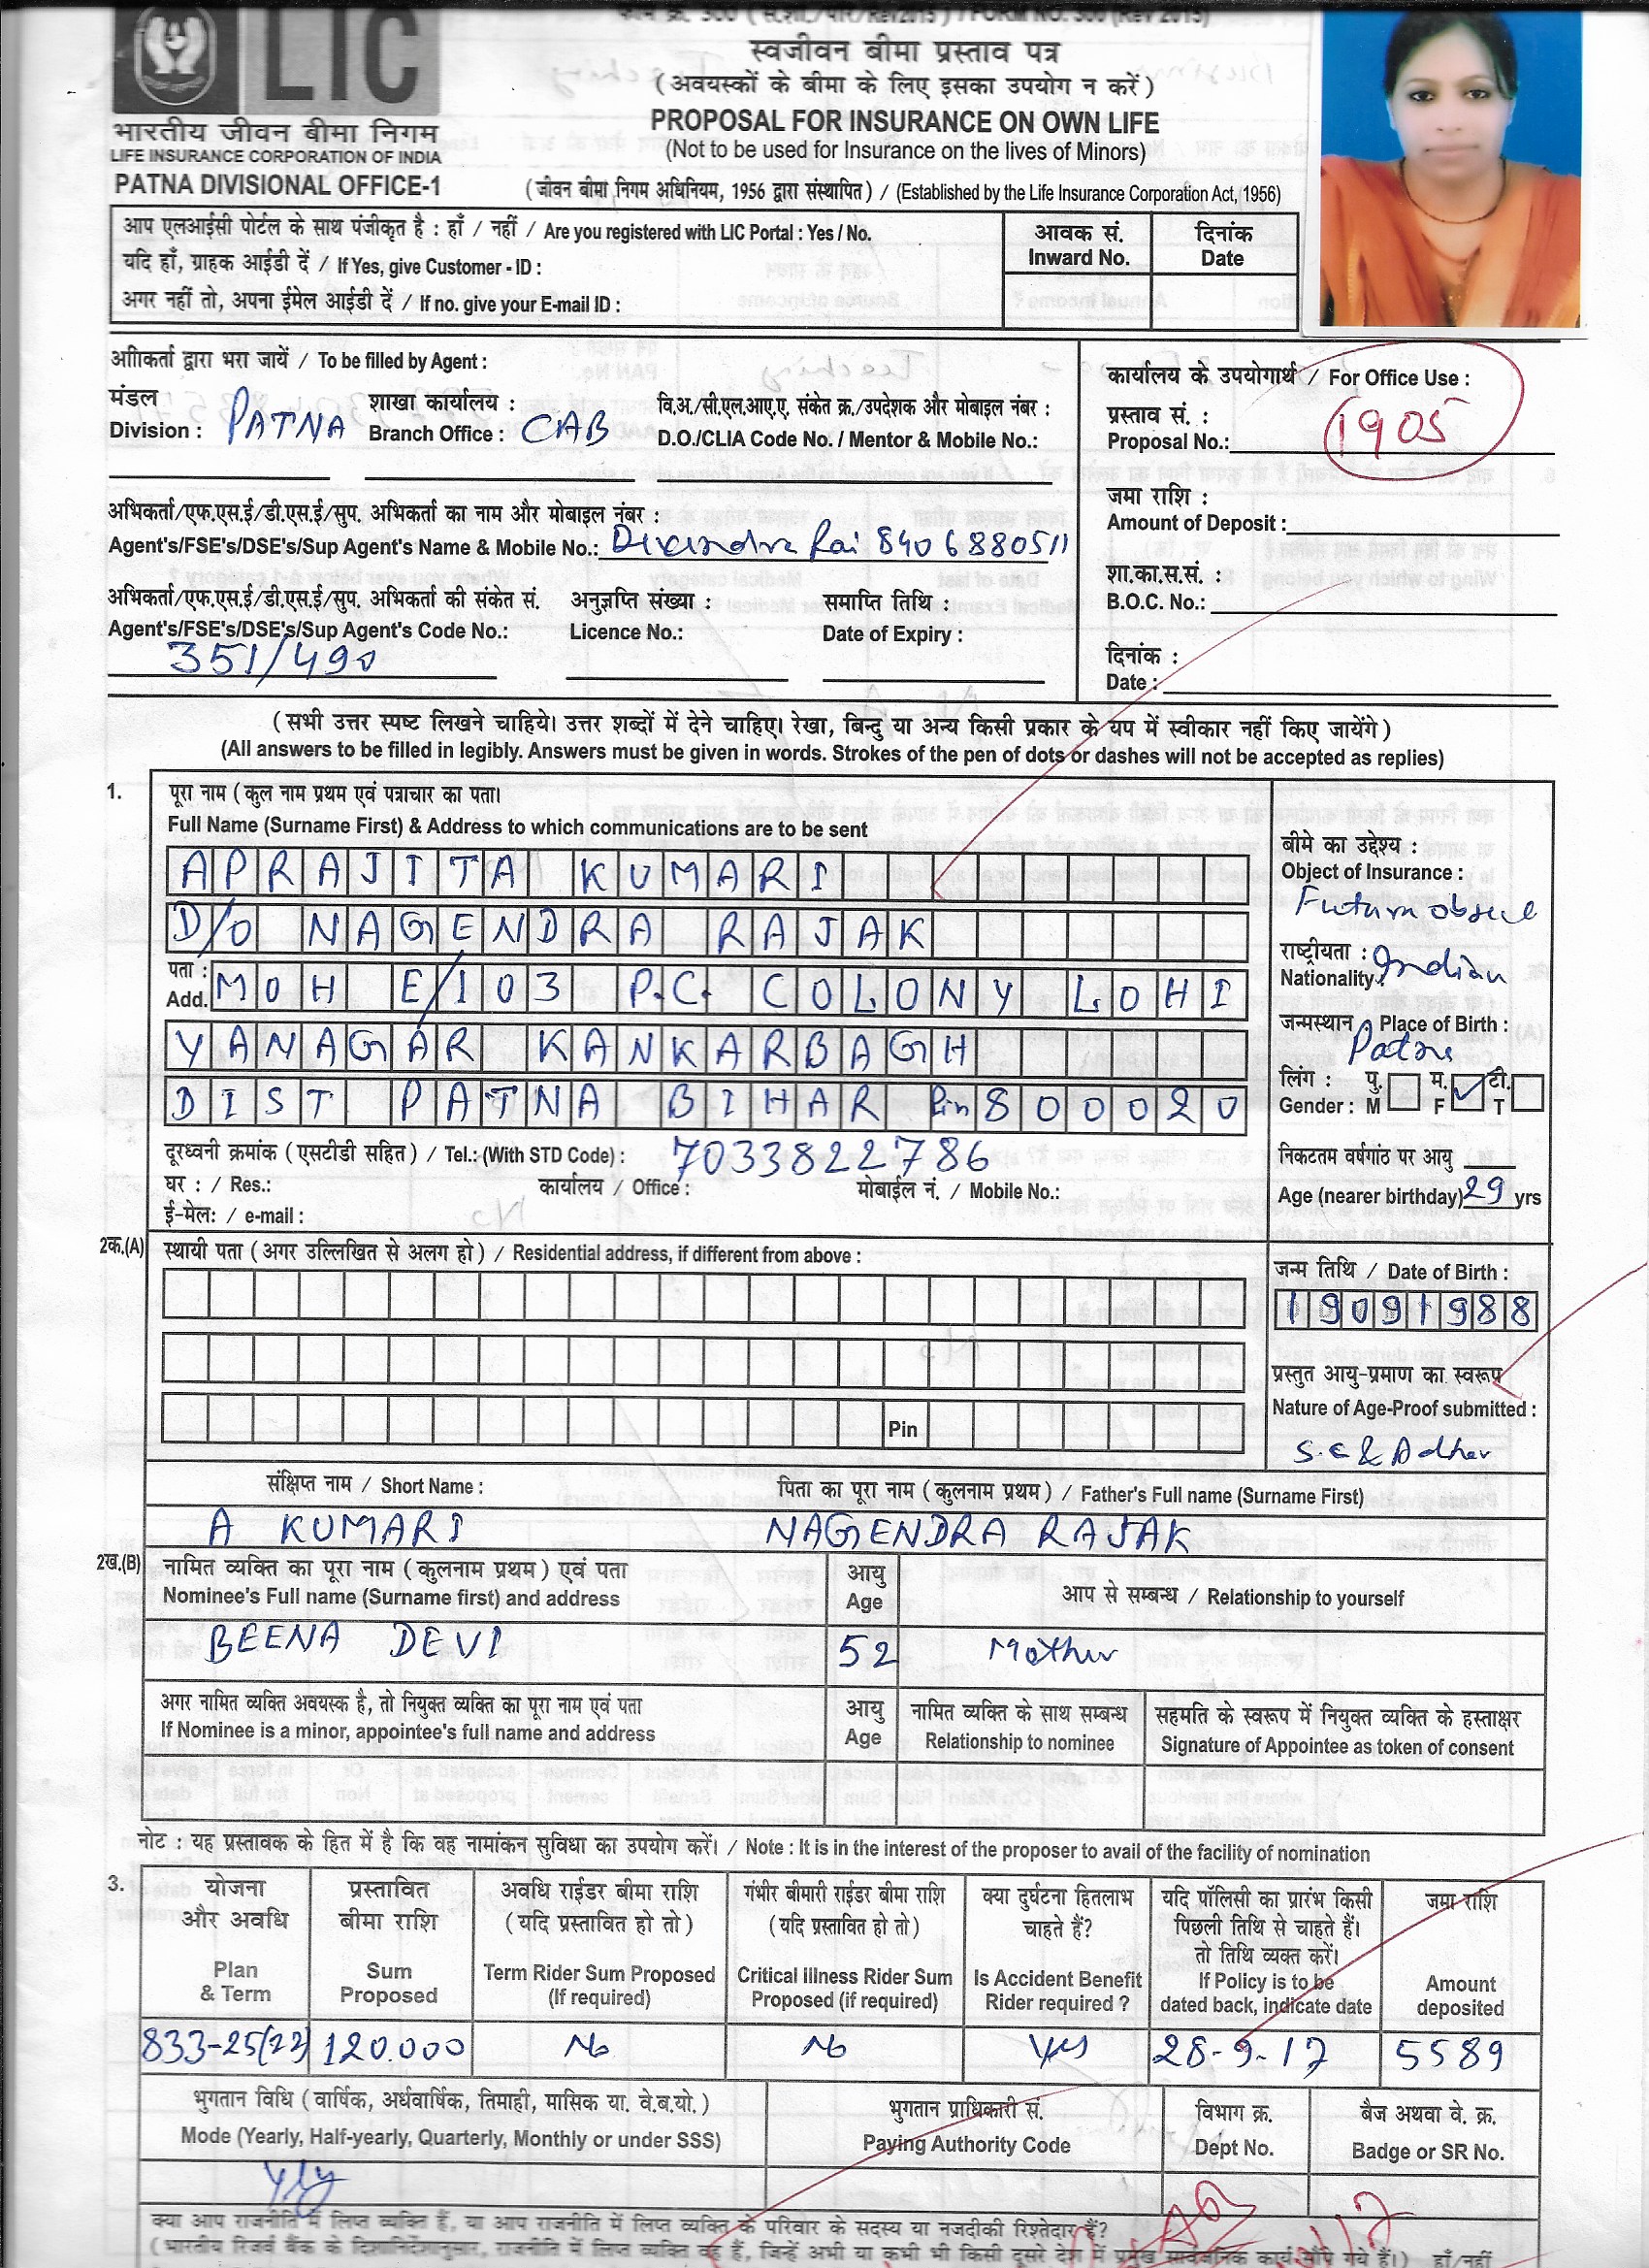 फॉर्म क्र. 300 (संशो./पार/Rev2015) / FORM NO. 300 (Rev 2015)
LIC
स्वजीवन बीमा प्रस्ताव पत्र
(अवयस्कों के बीमा के लिए इसका उपयोग न करें)
भारतीय जीवन बीमा निगम
PROPOSAL FOR INSURANCE ON OWN LIFE
LIFE INSURANCE CORPORATION OF INDIA
(Not to be used for Insurance on the lives of Minors)
PATNA DIVISIONAL OFFICE-1
(जीवन बीमा निगम अधिनियम, 1956 द्वारा संस्थापित) / (Established by the Life Insurance Corporation Act, 1956)
आप एलआईसी पोर्टल के साथ पंजीकृत है : हाँ / नहीं / Are you registered with LIC Portal : Yes / No.
यदि हाँ, ग्राहक आईडी दें / If Yes, give Customer - ID :
अगर नहीं तो, अपना ईमेल आईडी दें / If no. give your E-mail ID :
आवक सं. दिनांक
Inward No. Date
आाीकर्ता द्वारा भरा जायें / To be filled by Agent :
मंडल शाखा कार्यालय : वि.अ./सी.एल.आए.ए. संकेत क्र./उपदेशक और मोबाइल नंबर :
Division : PATNA Branch Office : CAB D.O./CLIA Code No. / Mentor & Mobile No.:
अभिकर्ता/एफ.एस.ई/डी.एस.ई/सुप. अभिकर्ता का नाम और मोबाइल नंबर :
Agent's/FSE's/DSE's/Sup Agent's Name & Mobile No.: Rai 8406880511
अभिकर्ता/एफ.एस.ई/डी.एस.ई/सुप. अभिकर्ता की संकेत सं. अनुज्ञप्ति संख्या : समाप्ति तिथि :
Agent's/FSE's/DSE's/Sup Agent's Code No.: Licence No.: Date of Expiry :
351/490
कार्यालय के उपयोगार्थ / For Office Use :
प्रस्ताव सं. :
Proposal No.: 1905
जमा राशि :
Amount of Deposit :
शा.का.स.सं. :
B.O.C. No.:
दिनांक :
Date :
(सभी उत्तर स्पष्ट लिखने चाहिये। उत्तर शब्दों में देने चाहिए। रेखा, बिन्दु या अन्य किसी प्रकार के यप में स्वीकार नहीं किए जायेंगे)
(All answers to be filled in legibly. Answers must be given in words. Strokes of the pen of dots or dashes will not be accepted as replies)
1. पूरा नाम (कुल नाम प्रथम एवं पत्राचार का पता।
Full Name (Surname First) & Address to which communications are to be sent
APRAJITA KUMARI
D/O NAGENDRA RAJAK
पता :
Add. MOH E/103 P.C. COLONY LOHI
YANAGAR KANKARBAGH
DIST PATNA BIHAR Pin 800020
दूरध्वनी क्रमांक (एसटीडी सहित) / Tel.: (With STD Code) : 7033822786
घर : / Res.: कार्यालय / Office : मोबाईल नं. / Mobile No.:
ई-मेल: / e-mail :
बीमे का उद्देश्य :
Object of Insurance :
राष्ट्रीयता :
Nationality: Indian
जन्मस्थान / Place of Birth :
Patna
लिंग : पु. म. टी.
Gender : M F ✓ T
निकटतम वर्षगांठ पर आयु
Age (nearer birthday) 29 yrs
2क.(A) स्थायी पता (अगर उल्लिखित से अलग हो) / Residential address, if different from above :
Pin
जन्म तिथि / Date of Birth :
19091988
प्रस्तुत आयु-प्रमाण का स्वरूप
Nature of Age-Proof submitted :
संक्षिप्त नाम / Short Name : पिता का पूरा नाम (कुलनाम प्रथम) / Father's Full name (Surname First)
A KUMARI NAGENDRA RAJAK
2ख.(B) नामित व्यक्ति का पूरा नाम (कुलनाम प्रथम) एवं पता आयु आप से सम्बन्ध / Relationship to yourself
Nominee's Full name (Surname first) and address Age
BEENA DEVI 52 Mother
अगर नामित व्यक्ति अवयस्क है, तो नियुक्त व्यक्ति का पूरा नाम एवं पता आयु नामित व्यक्ति के साथ सम्बन्ध सहमति के स्वरूप में नियुक्त व्यक्ति के हस्ताक्षर
If Nominee is a minor, appointee's full name and address Age Relationship to nominee Signature of Appointee as token of consent
नोट : यह प्रस्तावक के हित में है कि वह नामांकन सुविधा का उपयोग करें। / Note : It is in the interest of the proposer to avail of the facility of nomination
3. योजना और अवधि प्रस्तावित बीमा राशि अवधि राईडर बीमा राशि (यदि प्रस्तावित हो तो) गंभीर बीमारी राईडर बीमा राशि (यदि प्रस्तावित हो तो) क्या दुर्घटना हितलाभ चाहते हैं? यदि पॉलिसी का प्रारंभ किसी पिछली तिथि से चाहते हैं। तो तिथि व्यक्त करें। जमा राशि
Plan & Term Sum Proposed Term Rider Sum Proposed (If required) Critical Illness Rider Sum Proposed (if required) Is Accident Benefit Rider required ? If Policy is to be dated back, indicate date Amount deposited
833-25(22) 120.000 No No Yes 28-9-17 5589
भुगतान विधि (वार्षिक, अर्धवार्षिक, तिमाही, मासिक या. वे.ब.यो.) भुगतान प्राधिकारी सं. विभाग क्र. बैज अथवा वे. क्र.
Mode (Yearly, Half-yearly, Quarterly, Monthly or under SSS) Paying Authority Code Dept No. Badge or SR No.
Yly
क्या आप राजनीति में लिप्त व्यक्ति हैं, या आप राजनीति में लिप्त व्यक्ति के परिवार के सदस्य या नजदीकी रिश्तेदार हैं?
(भारतीय रिजर्व बैंक के दिशानिर्देशानुसार, राजनीति में लिप्त व्यक्ति वह हैं, जिन्हें अभी या कभी भी किसी दूसरे देश में प्रमुख सार्वजनिक कार्य सौंपे गये हैं।) हाँ/नहीं